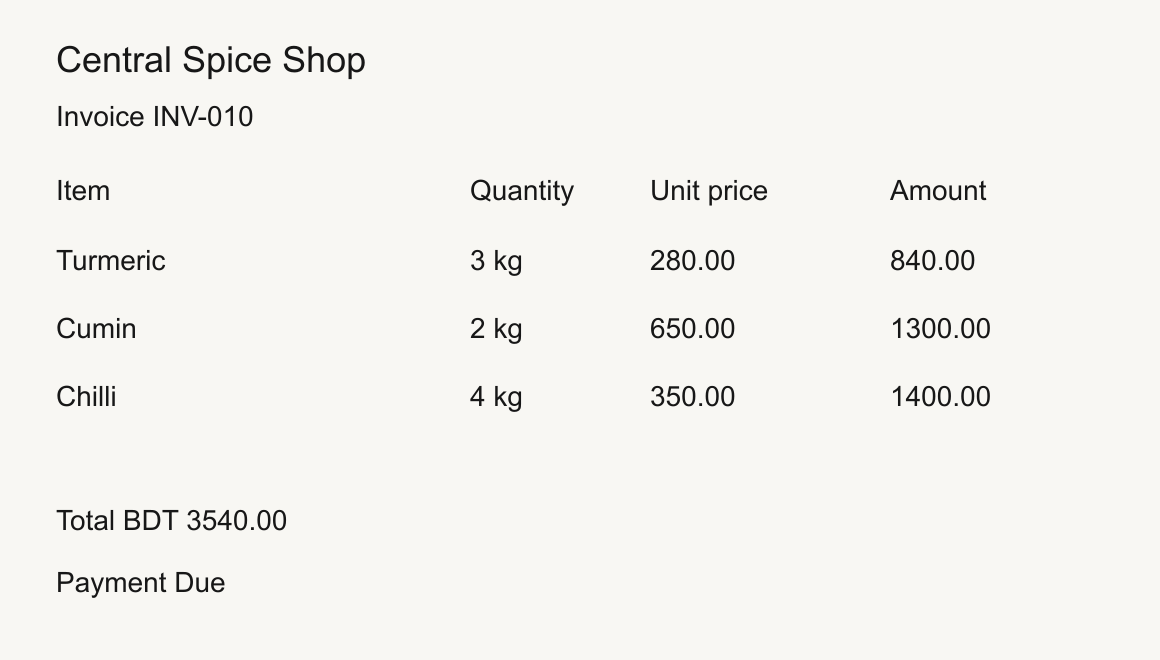 Central Spice Shop
Invoice INV-010
Item Quantity Unit price Amount
Turmeric 3 kg 280.00 840.00
Cumin 2 kg 650.00 1300.00
Chilli 4 kg 350.00 1400.00
Total BDT 3540.00
Payment Due